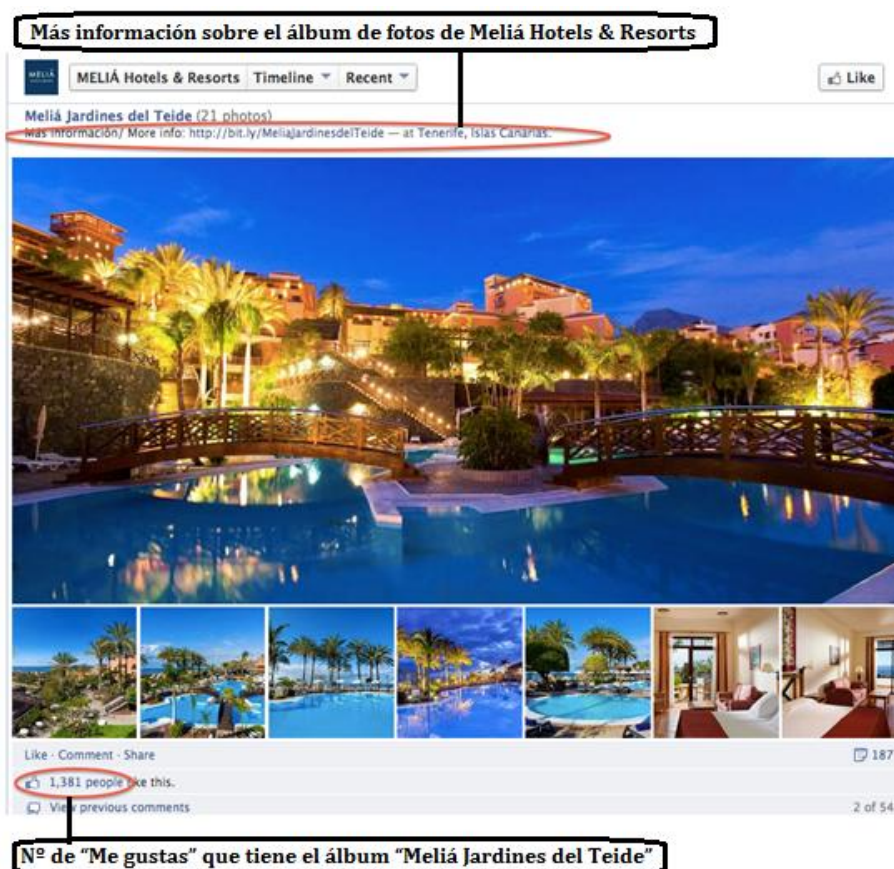 Más información sobre el álbum de fotos de Meliá Hotels & Resorts
MELIÁ
MELIÁ Hotels & Resorts Timeline Recent Like
Meliá Jardines del Teide (21 photos)
Más información/ More info: http://bit.ly/MeliaJardinesdelTeide — at Tenerife, Islas Canarias.
Like · Comment · Share 187
1,381 people like this.
View previous comments 2 of 54
Nº de “Me gustas” que tiene el álbum “Meliá Jardines del Teide”